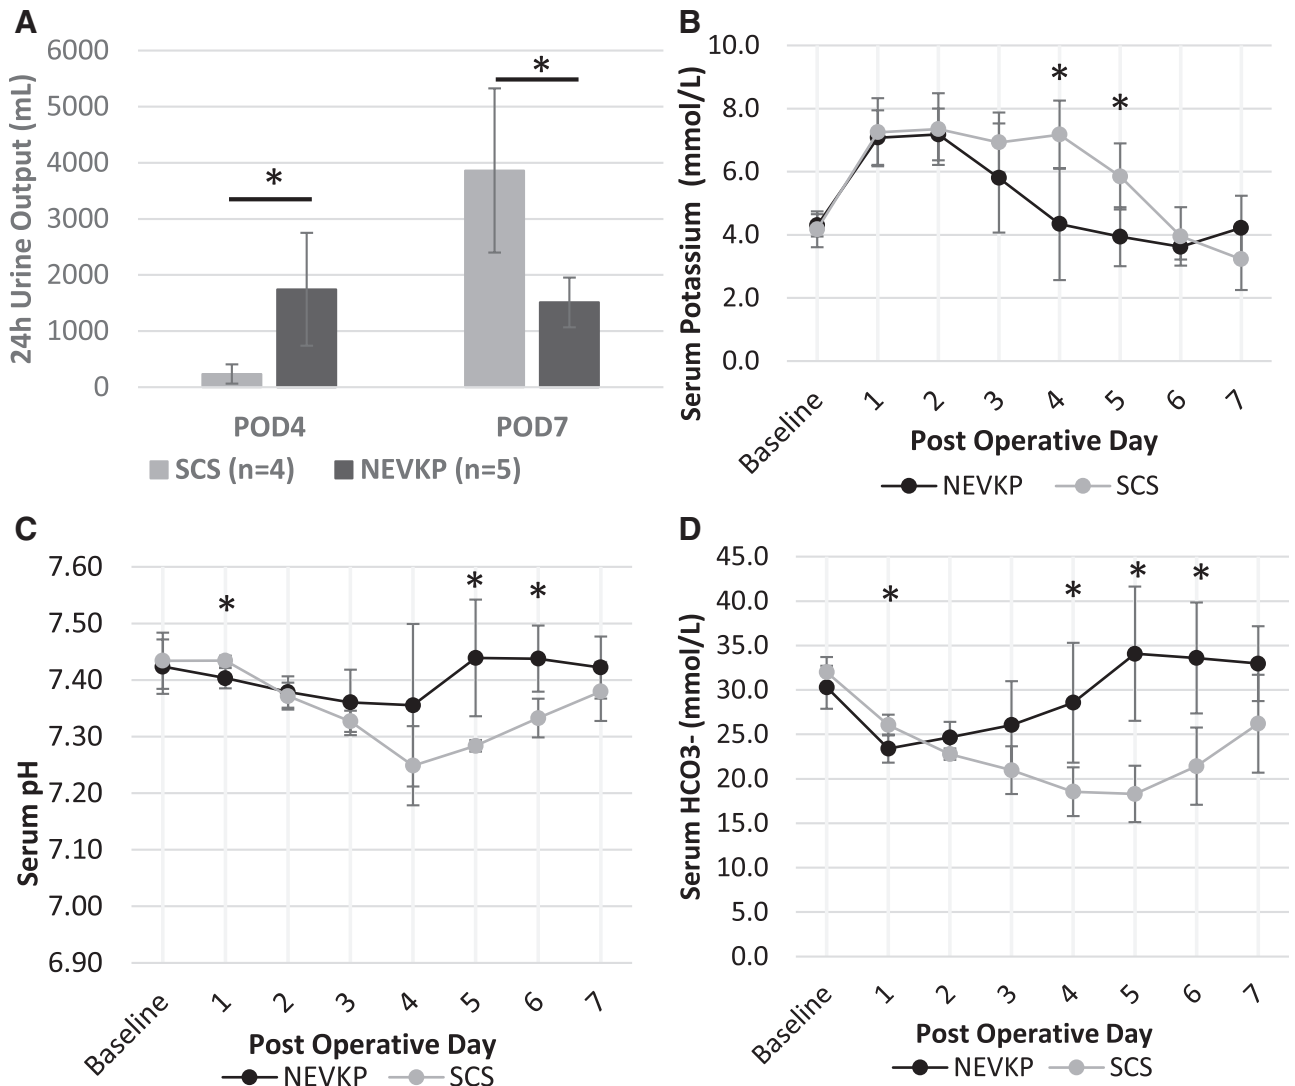 A
24h Urine Output (mL)
6000
5000
4000
3000
2000
1000
0
*
*
POD4 POD7
SCS (n=4) NEVKP (n=5)
B
Serum Potassium (mmol/L)
10.0
8.0
6.0
4.0
2.0
0.0
*
*
Baseline 1 2 3 4 5 6 7
Post Operative Day
NEVKP SCS
C
Serum pH
7.60
7.50
7.40
7.30
7.20
7.10
7.00
6.90
*
*
*
Baseline 1 2 3 4 5 6 7
Post Operative Day
NEVKP SCS
D
Serum HCO3- (mmol/L)
45.0
40.0
35.0
30.0
25.0
20.0
15.0
10.0
5.0
0.0
*
*
*
*
Baseline 1 2 3 4 5 6 7
Post Operative Day
NEVKP SCS